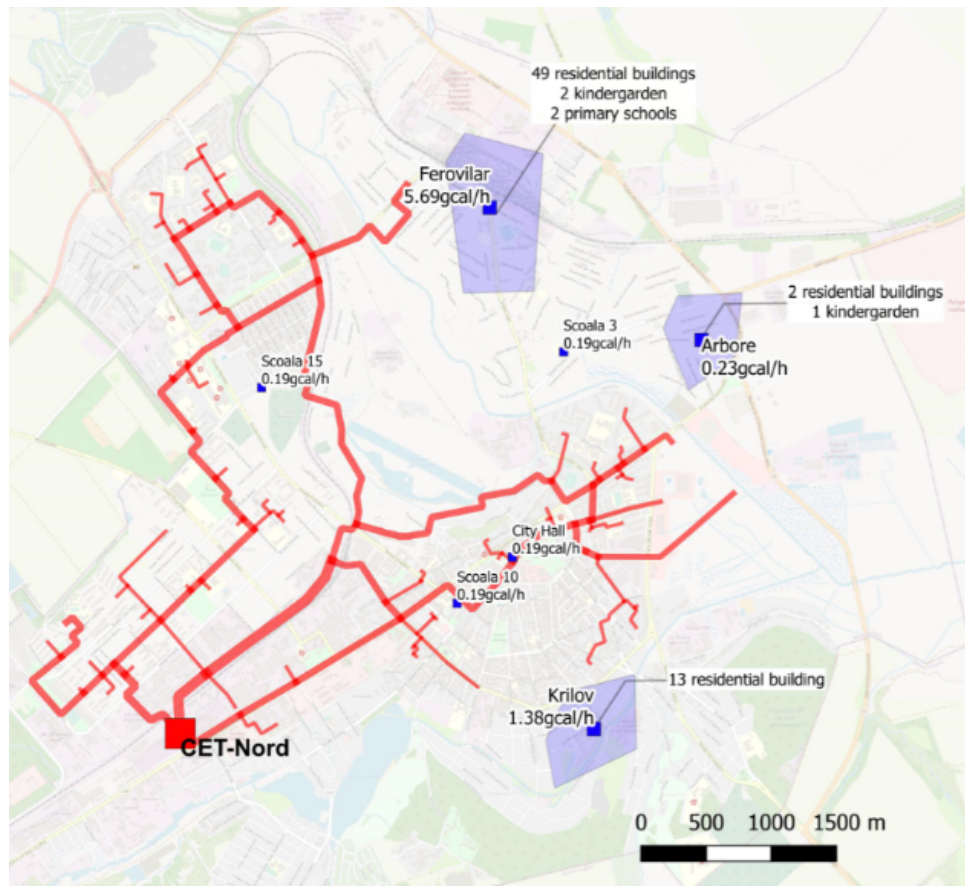 49 residential buildings
2 kindergarden
2 primary schools
Ferovilar
5.69gcal/h
2 residential buildings
1 kindergarden
Scoala 3
0.19gcal/h
Arbore
0.23gcal/h
Scoala 15
0.19gcal/h
City Hall
0.19gcal/h
Scoala 10
0.19gcal/h
Krilov
1.38gcal/h
13 residential building
CET-Nord
0 500 1000 1500 m